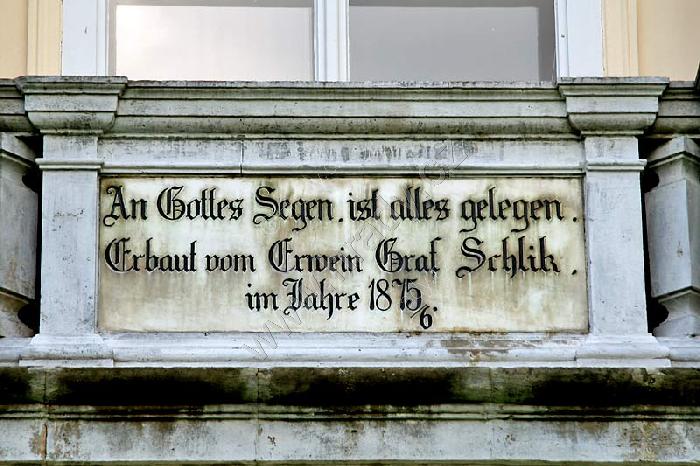 An Gottes Segen . ist alles gelegen .
Erbaut vom Erwein Graf Schlik .
im Jahre 1875/6.